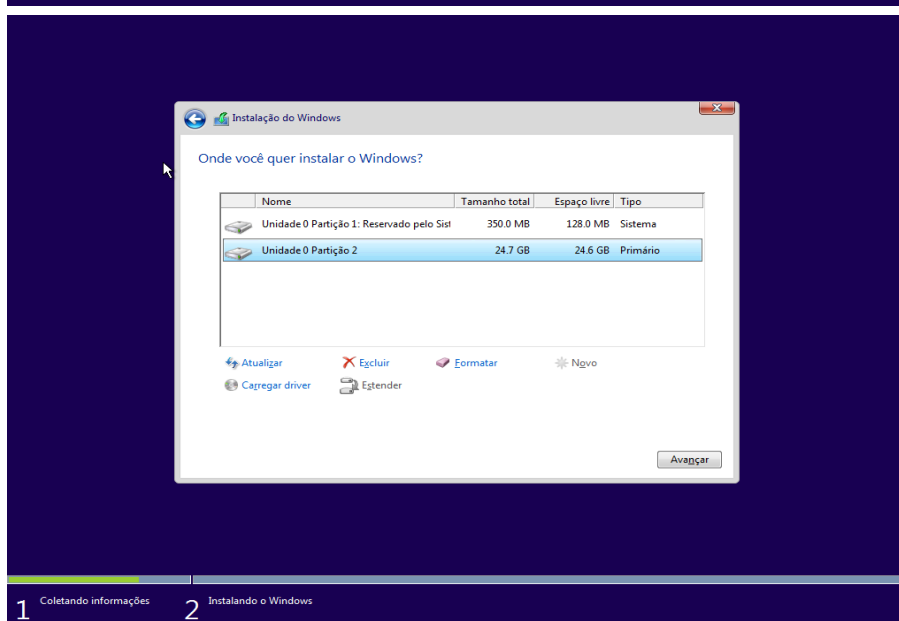 Instalação do Windows
Onde você quer instalar o Windows?
Nome Tamanho total Espaço livre Tipo
Unidade 0 Partição 1: Reservado pelo Sist 350.0 MB 128.0 MB Sistema
Unidade 0 Partição 2 24.7 GB 24.6 GB Primário
Atualizar Excluir Formatar Novo
Carregar driver Estender
Avançar
1 Coletando informações 2 Instalando o Windows